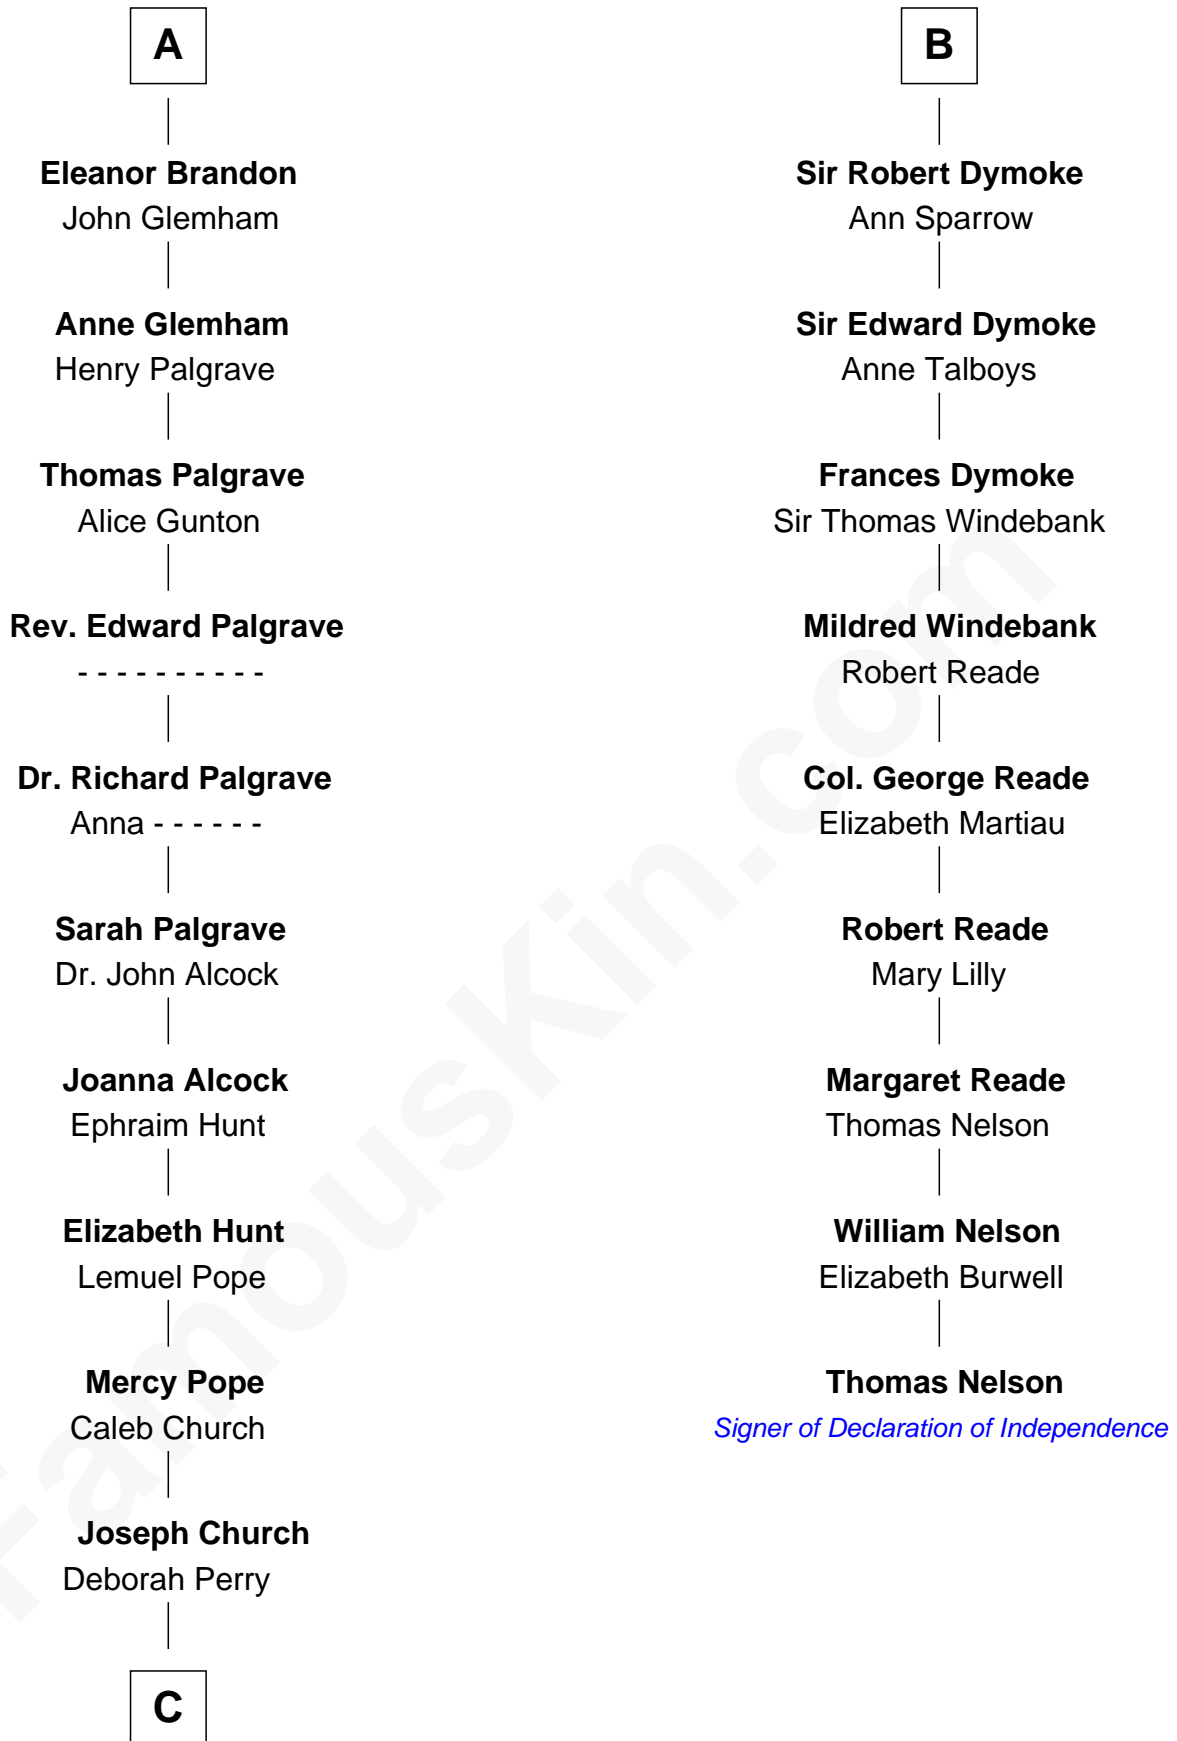 A
Eleanor Brandon
John Glemham
Anne Glemham
Henry Palgrave
Thomas Palgrave
Alice Gunton
Rev. Edward Palgrave
- - - - - - - - - -
Dr. Richard Palgrave
Anna - - - - - -
Sarah Palgrave
Dr. John Alcock
Joanna Alcock
Ephraim Hunt
Elizabeth Hunt
Lemuel Pope
Mercy Pope
Caleb Church
Joseph Church
Deborah Perry
C
B
Sir Robert Dymoke
Ann Sparrow
Sir Edward Dymoke
Anne Talboys
Frances Dymoke
Sir Thomas Windebank
Mildred Windebank
Robert Reade
Col. George Reade
Elizabeth Martiau
Robert Reade
Mary Lilly
Margaret Reade
Thomas Nelson
William Nelson
Elizabeth Burwell
Thomas Nelson
Signer of Declaration of Independence
FamousKin.com